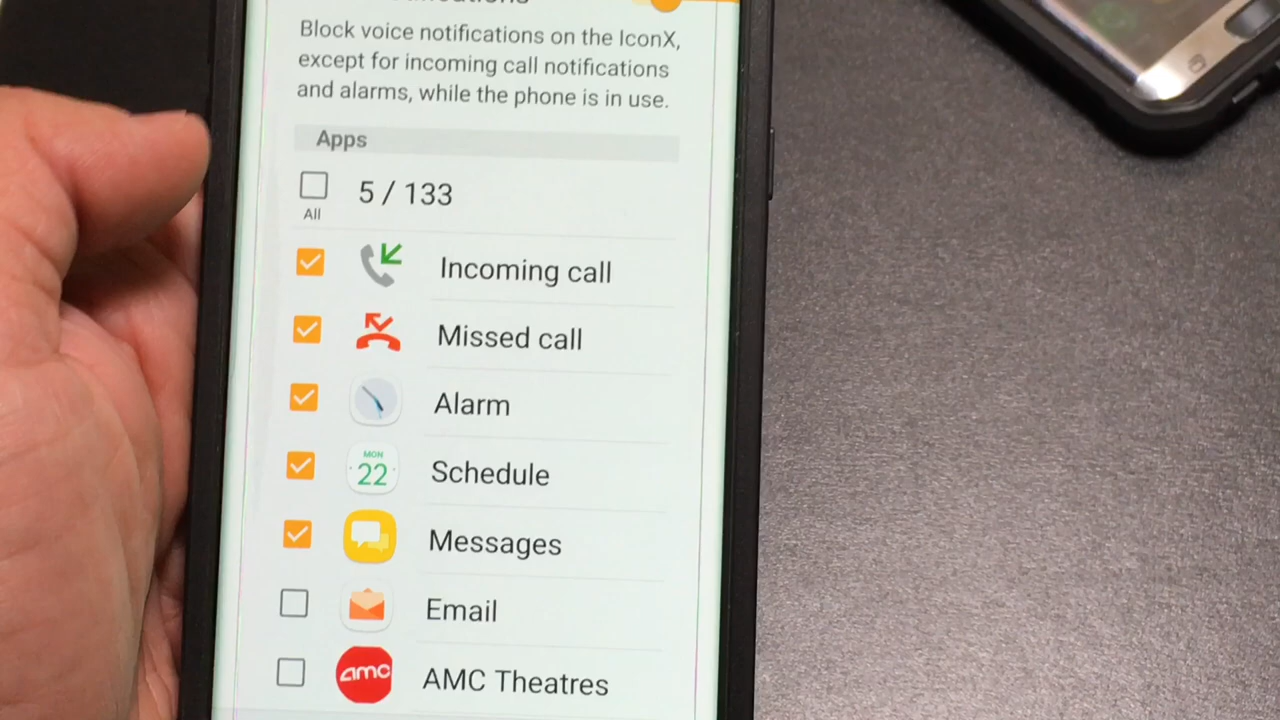 Block voice notifications on the IconX,
except for incoming call notifications
and alarms, while the phone is in use.
Apps
5 / 133
All
Incoming call
Missed call
Alarm
MON
22
Schedule
Messages
Email
amc
AMC Theatres